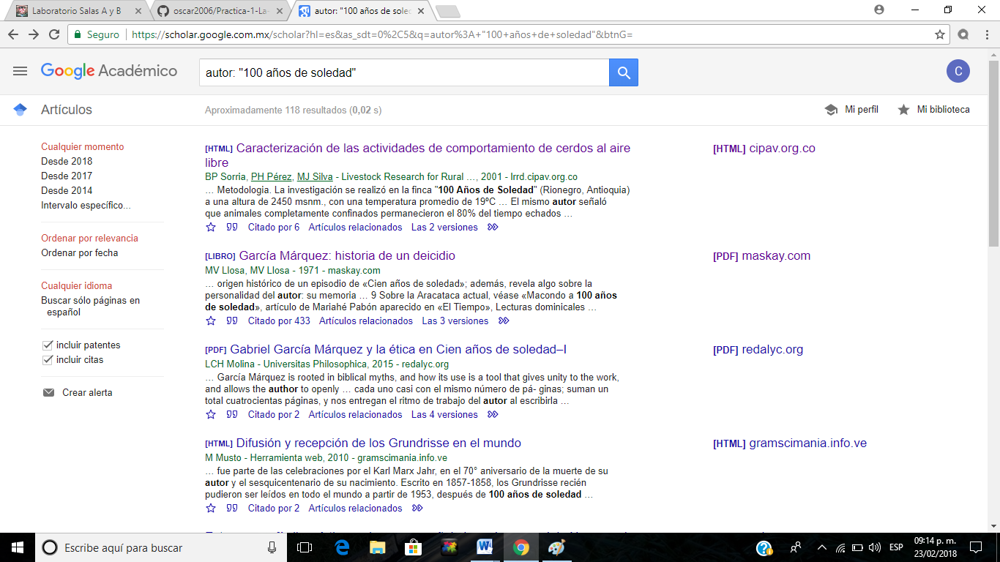 Laboratorio Salas A y B
oscar2006/Practica-1-La-
autor: "100 años de soled
Seguro
https://scholar.google.com.mx/scholar?hl=es&as_sdt=0%2C5&q=autor%3A+"100+años+de+soledad"&btnG=
Google Académico
autor: "100 años de soledad"
C
Artículos
Aproximadamente 118 resultados (0,02 s)
Mi perfil
Mi biblioteca
Cualquier momento
Desde 2018
Desde 2017
Desde 2014
Intervalo específico...
Ordenar por relevancia
Ordenar por fecha
Cualquier idioma
Buscar sólo páginas en
español
incluir patentes
incluir citas
Crear alerta
[HTML] Caracterización de las actividades de comportamiento de cerdos al aire
libre
BP Sorria, PH Pérez, MJ Silva - Livestock Research for Rural …, 2001 - lrrd.cipav.org.co
… Metodologia. La investigación se realizó en la finca "100 Años de Soledad" (Rionegro, Antioquia)
a una altura de 2450 msnm., con una temperatura promedio de 19ºC … El mismo autor señaló
que animales completamente confinados permanecieron el 80% del tiempo echados …
Citado por 6 Artículos relacionados Las 2 versiones
[HTML] cipav.org.co
[LIBRO] García Márquez: historia de un deicidio
MV Llosa, MV Llosa - 1971 - maskay.com
… origen histórico de un episodio de «Cien años de soledad»; además, revela algo sobre la
personalidad del autor: su memoria … 9 Sobre la Aracataca actual, véase «Macondo a 100 años
de soledad», artículo de Mariahé Pabón aparecido en «El Tiempo», Lecturas dominicales …
Citado por 433 Artículos relacionados Las 3 versiones
[PDF] maskay.com
[PDF] Gabriel García Márquez y la ética en Cien años de soledad–I
LCH Molina - Universitas Philosophica, 2015 - redalyc.org
… García Márquez is rooted in biblical myths, and how its use is a tool that gives unity to the work,
and allows the author to openly … cada uno casi con el mismo número de pá- ginas; suman un
total cuatrocientas páginas, y nos entregan el ritmo de trabajo del autor al escribirla …
Citado por 2 Artículos relacionados Las 4 versiones
[PDF] redalyc.org
[HTML] Difusión y recepción de los Grundrisse en el mundo
M Musto - Herramienta web, 2010 - gramscimania.info.ve
… fue parte de las celebraciones por el Karl Marx Jahr, en el 70° aniversario de la muerte de su
autor y el sesquicentenario de su nacimiento. Escrito en 1857-1858, los Grundrisse recién
pudieron ser leídos en todo el mundo a partir de 1953, después de 100 años de soledad …
Citado por 2 Artículos relacionados
[HTML] gramscimania.info.ve
Escribe aquí para buscar
ESP
09:14 p. m.
23/02/2018